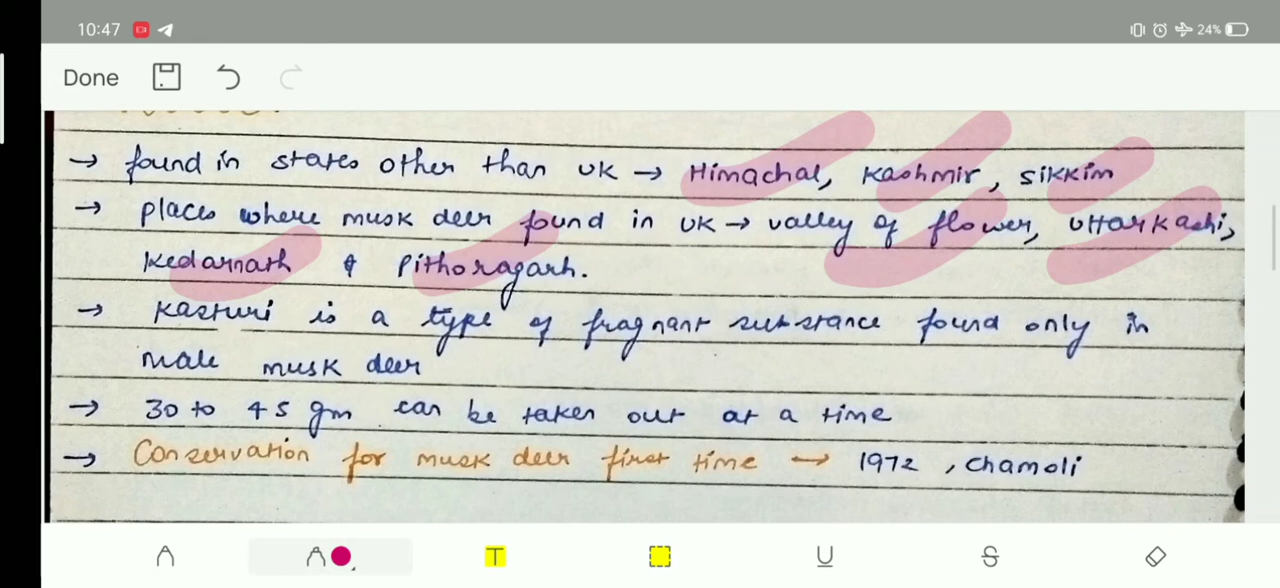 10:47
24%
Done
→ found in states other than UK → Himachal, Kashmir, Sikkim
→ places where musk deer found in UK → valley of flower, Uttarkashi,
Kedarnath & Pithoragarh.
→ Kasturi is a type of fragnant substance found only in
male musk deer
→ 30 to 45 gm can be taken out at a time
→ Conservation for musk deer first time → 1972, Chamoli
T
U
S